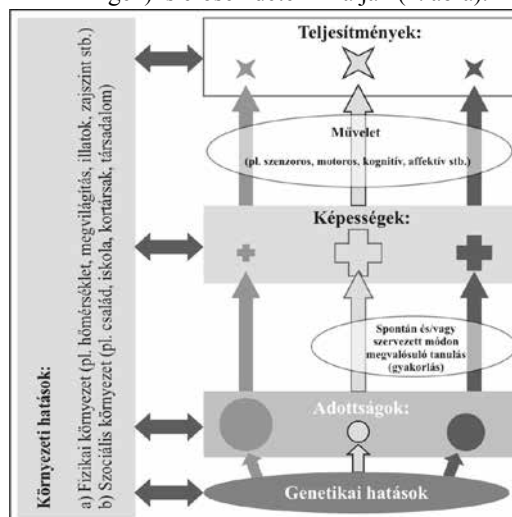 Teljesítmények:
Művelet
(pl. szenzoros, motoros, kognitív, affektív stb.)
Képességek:
Spontán és/vagy
szervezett módon
megvalósuló tanulás
(gyakorlás)
Adottságok:
Genetikai hatások
Környezeti hatások:
a) Fizikai környezet (pl. hőmérséklet, megvilágítás, illatok, zajszint stb.)
b) Szociális környezet (pl. család, iskola, kortársak, társadalom)